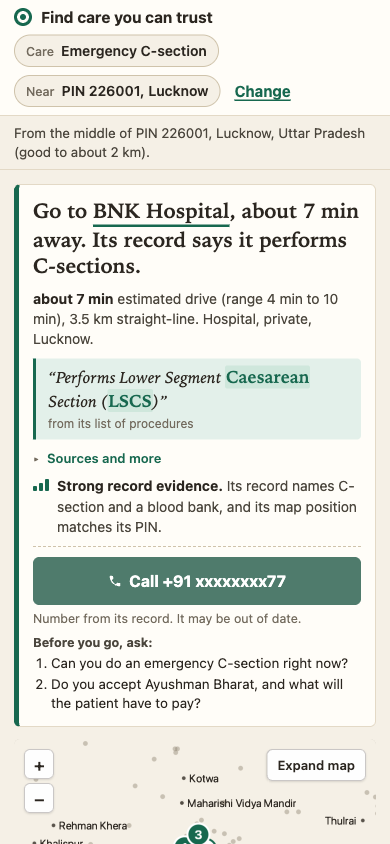 Find care you can trust
Care Emergency C-section
Near PIN 226001, Lucknow Change
From the middle of PIN 226001, Lucknow, Uttar Pradesh
(good to about 2 km).
Go to BNK Hospital, about 7 min
away. Its record says it performs
C-sections.
about 7 min estimated drive (range 4 min to 10
min), 3.5 km straight-line. Hospital, private,
Lucknow.
“Performs Lower Segment Caesarean
Section (LSCS)”
from its list of procedures
Sources and more
Strong record evidence. Its record names C-
section and a blood bank, and its map position
matches its PIN.
Call +91 xxxxxxxx77
Number from its record. It may be out of date.
Before you go, ask:
1. Can you do an emergency C-section right now?
2. Do you accept Ayushman Bharat, and what will
the patient have to pay?
+
Expand map
Kotwa
−
Maharishi Vidya Mandir
Thulrai
Rehman Khera
3